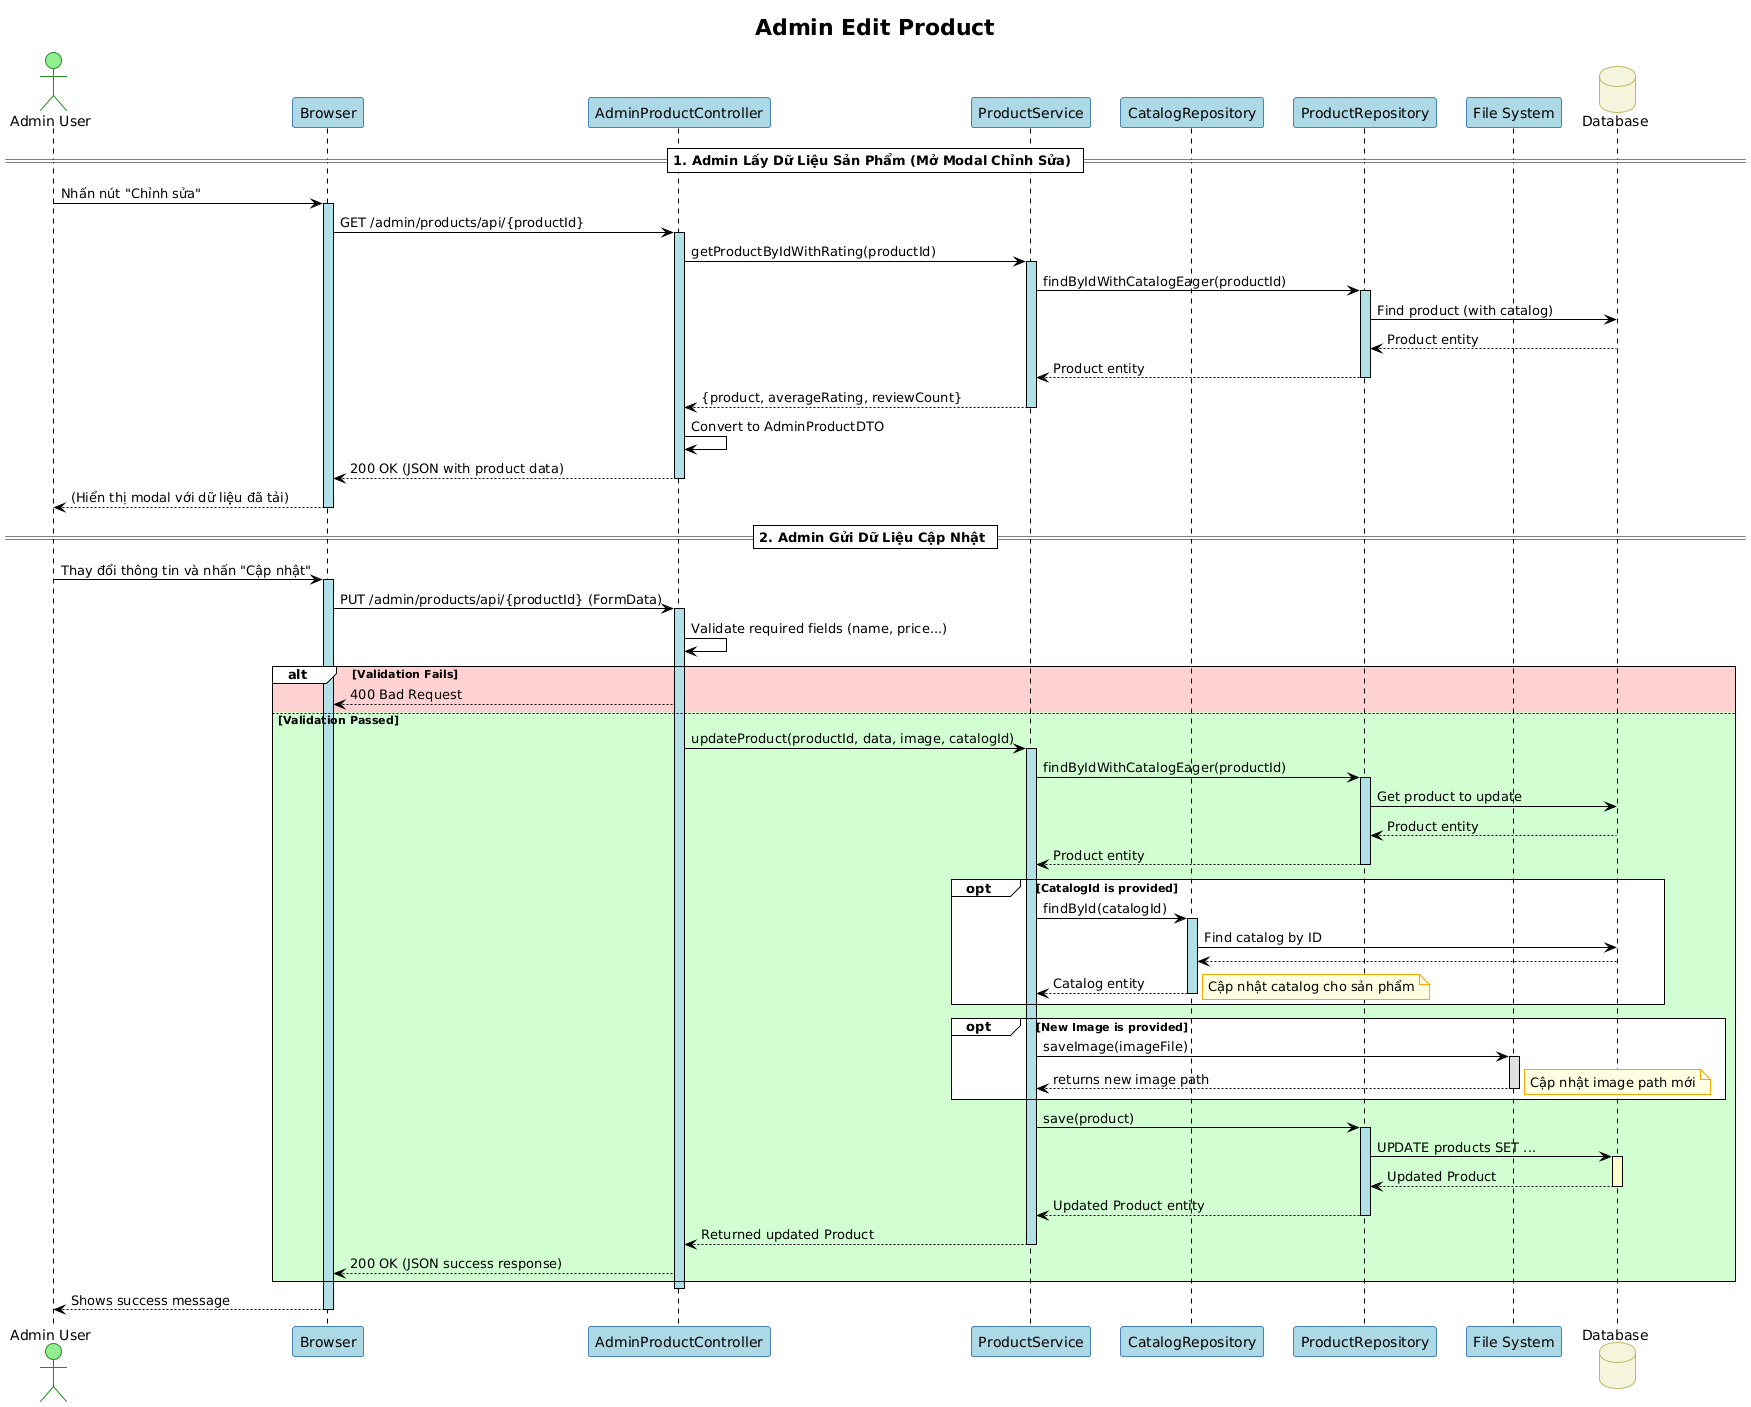 Admin Edit Product
Admin User
Browser
AdminProductController
ProductService
CatalogRepository
ProductRepository
File System
Database
1. Admin Lấy Dữ Liệu Sản Phẩm (Mở Modal Chỉnh Sửa)
Nhấn nút "Chỉnh sửa"
GET /admin/products/api/{productId}
getProductByIdWithRating(productId)
findByIdWithCatalogEager(productId)
Find product (with catalog)
Product entity
Product entity
{product, averageRating, reviewCount}
Convert to AdminProductDTO
200 OK (JSON with product data)
(Hiển thị modal với dữ liệu đã tải)
2. Admin Gửi Dữ Liệu Cập Nhật
Thay đổi thông tin và nhấn "Cập nhật"
PUT /admin/products/api/{productId} (FormData)
Validate required fields (name, price...)
alt [Validation Fails]
400 Bad Request
[Validation Passed]
updateProduct(productId, data, image, catalogId)
findByIdWithCatalogEager(productId)
Get product to update
Product entity
Product entity
opt [CatalogId is provided]
findById(catalogId)
Find catalog by ID
Catalog entity
Cập nhật catalog cho sản phẩm
opt [New Image is provided]
saveImage(imageFile)
returns new image path
Cập nhật image path mới
save(product)
UPDATE products SET ...
Updated Product
Updated Product entity
Returned updated Product
200 OK (JSON success response)
Shows success message
Admin User
Browser
AdminProductController
ProductService
CatalogRepository
ProductRepository
File System
Database